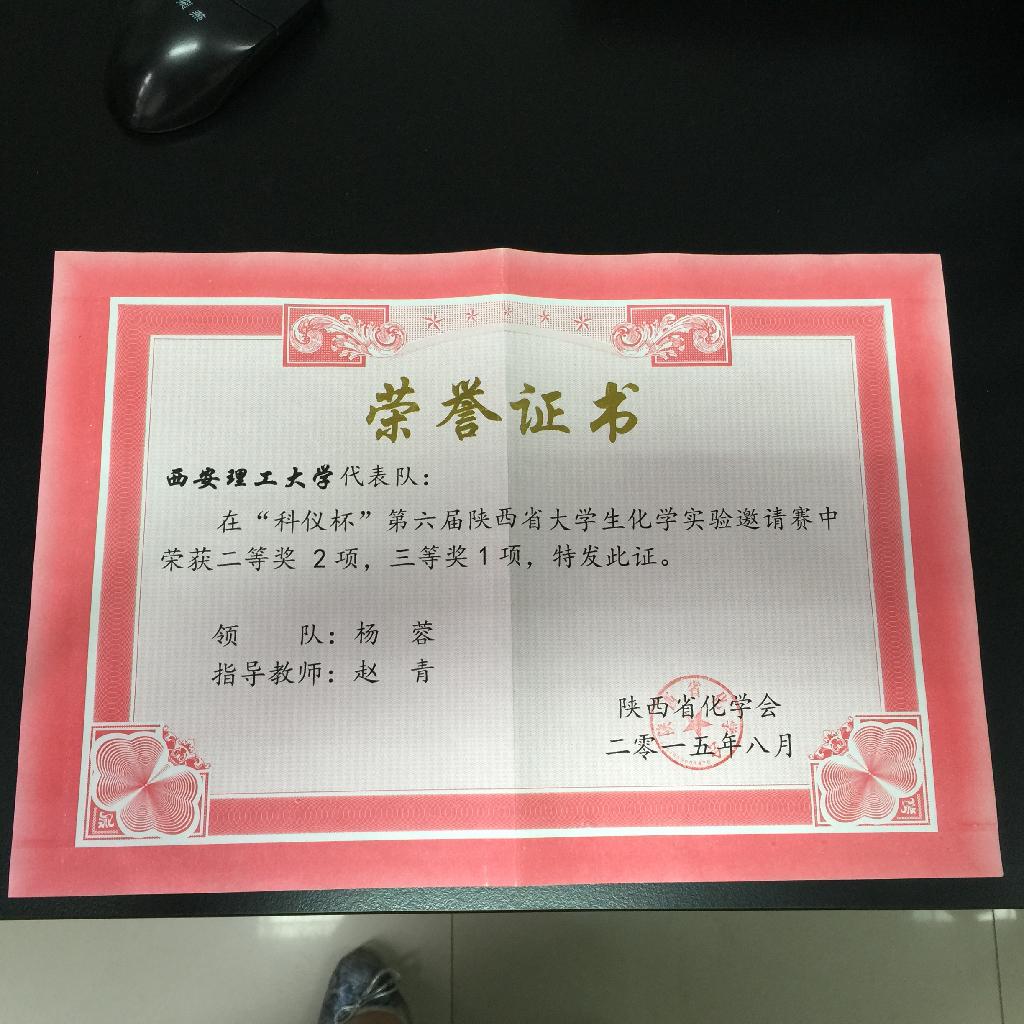 荣誉证书
西安理工大学代表队：
在“科仪杯”第六届陕西省大学生化学实验邀请赛中
荣获二等奖 2 项，三等奖 1 项，特发此证。
领 队：杨 蓉
指导教师：赵 青
陕西省化学会
二零一五年八月